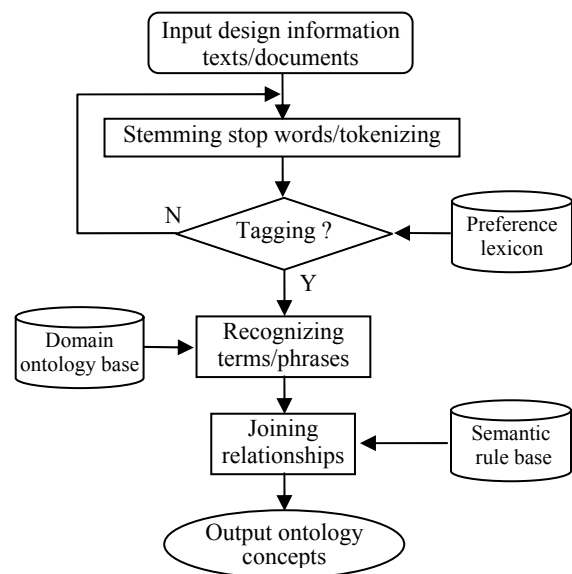 Input design information
texts/documents
Stemming stop words/tokenizing
N
Tagging ?
Preference
lexicon
Y
Domain
ontology base
Recognizing
terms/phrases
Joining
relationships
Semantic
rule base
Output ontology
concepts